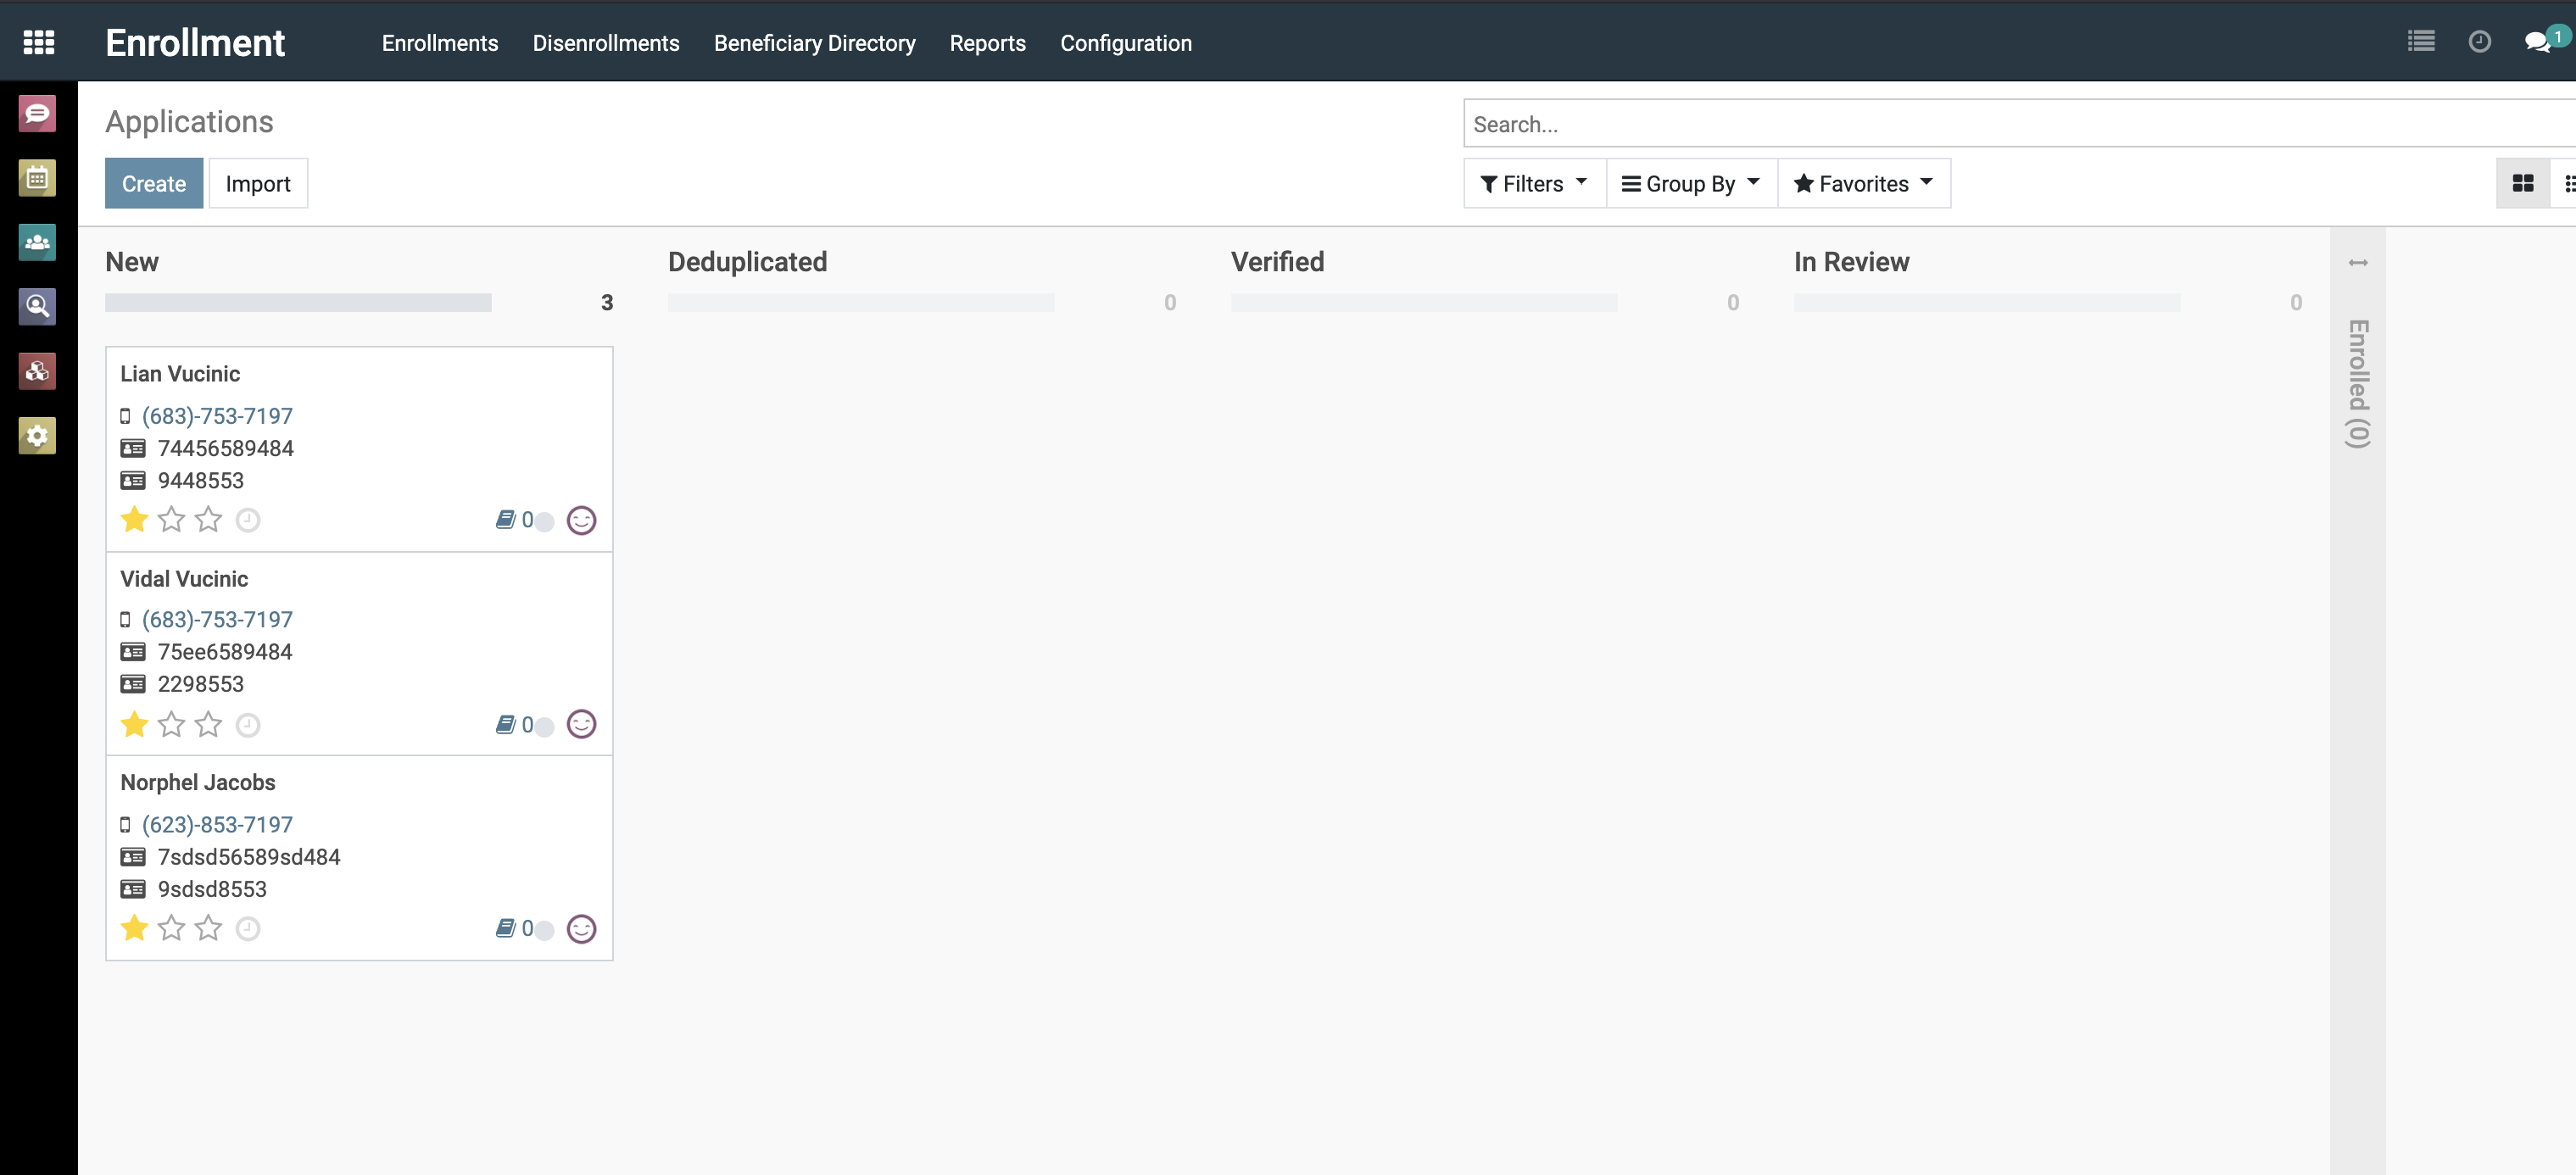 Enrollment Enrollments Disenrollments Beneficiary Directory Reports Configuration 1
Applications
Search...
Create Import
Filters Group By Favorites
New 3
Deduplicated 0
Verified 0
In Review 0
Enrolled (0)
Lian Vucinic
(683)-753-7197
74456589484
9448553
0
Vidal Vucinic
(683)-753-7197
75ee6589484
2298553
0
Norphel Jacobs
(623)-853-7197
7sdsd56589sd484
9sdsd8553
0